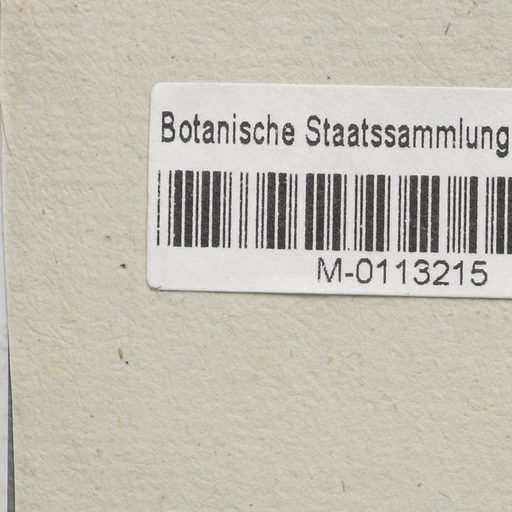 Botanische Staatssammlung
M-0113215